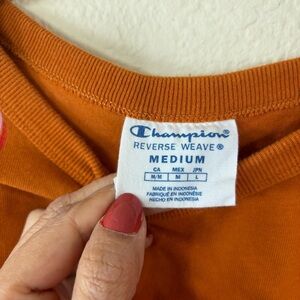 Champion®
REVERSE WEAVE®
MEDIUM
CA MEX JPN
M/M M L
MADE IN INDONESIA
FABRIQUÉ EN INDONÉSIE
HECHO EN INDONESIA